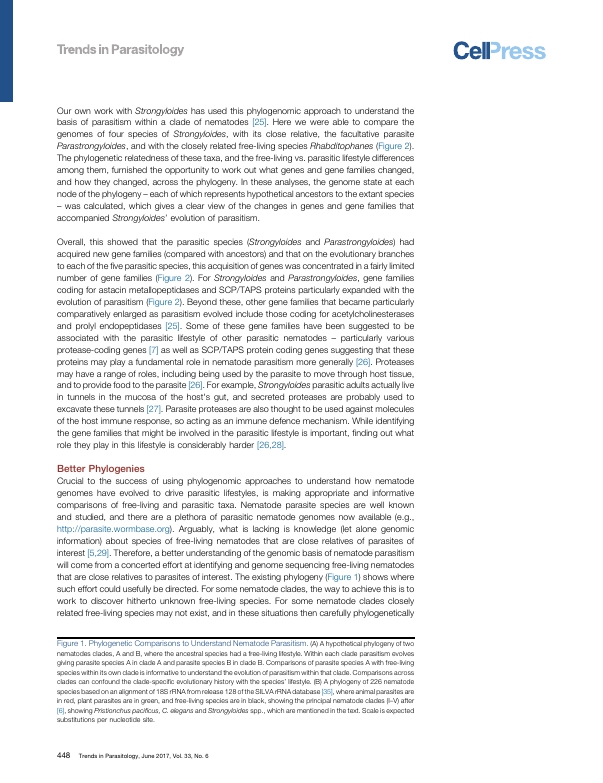 Trends in Parasitology
CellPress
Our own work with Strongyloides has used this phylogenomic approach to understand the
basis of parasitism within a clade of nematodes [25]. Here we were able to compare the
genomes of four species of Strongyloides, with its close relative, the facultative parasite
Parastrongyloides, and with the closely related free-living species Rhabditophanes (Figure 2).
The phylogenetic relatedness of these taxa, and the free-living vs. parasitic lifestyle differences
among them, furnished the opportunity to work out what genes and gene families changed,
and how they changed, across the phylogeny. In these analyses, the genome state at each
node of the phylogeny – each of which represents hypothetical ancestors to the extant species
– was calculated, which gives a clear view of the changes in genes and gene families that
accompanied Strongyloides' evolution of parasitism.
Overall, this showed that the parasitic species (Strongyloides and Parastrongyloides) had
acquired new gene families (compared with ancestors) and that on the evolutionary branches
to each of the five parasitic species, this acquisition of genes was concentrated in a fairly limited
number of gene families (Figure 2). For Strongyloides and Parastrongyloides, gene families
coding for astacin metallopeptidases and SCP/TAPS proteins particularly expanded with the
evolution of parasitism (Figure 2). Beyond these, other gene families that became particularly
comparatively enlarged as parasitism evolved include those coding for acetylcholinesterases
and prolyl endopeptidases [25]. Some of these gene families have been suggested to be
associated with the parasitic lifestyle of other parasitic nematodes – particularly various
protease-coding genes [7] as well as SCP/TAPS protein coding genes suggesting that these
proteins may play a fundamental role in nematode parasitism more generally [26]. Proteases
may have a range of roles, including being used by the parasite to move through host tissue,
and to provide food to the parasite [26]. For example, Strongyloides parasitic adults actually live
in tunnels in the mucosa of the host's gut, and secreted proteases are probably used to
excavate these tunnels [27]. Parasite proteases are also thought to be used against molecules
of the host immune response, so acting as an immune defence mechanism. While identifying
the gene families that might be involved in the parasitic lifestyle is important, finding out what
role they play in this lifestyle is considerably harder [26,28].
Better Phylogenies
Crucial to the success of using phylogenomic approaches to understand how nematode
genomes have evolved to drive parasitic lifestyles, is making appropriate and informative
comparisons of free-living and parasitic taxa. Nematode parasite species are well known
and studied, and there are a plethora of parasitic nematode genomes now available (e.g.,
http://parasite.wormbase.org). Arguably, what is lacking is knowledge (let alone genomic
information) about species of free-living nematodes that are close relatives of parasites of
interest [5,29]. Therefore, a better understanding of the genomic basis of nematode parasitism
will come from a concerted effort at identifying and genome sequencing free-living nematodes
that are close relatives to parasites of interest. The existing phylogeny (Figure 1) shows where
such effort could usefully be directed. For some nematode clades, the way to achieve this is to
work to discover hitherto unknown free-living species. For some nematode clades closely
related free-living species may not exist, and in these situations then carefully phylogenetically
Figure 1. Phylogenetic Comparisons to Understand Nematode Parasitism. (A) A hypothetical phylogeny of two
nematodes clades, A and B, where the ancestral species had a free-living lifestyle. Within each clade parasitism evolves
giving parasite species A in clade A and parasite species B in clade B. Comparisons of parasite species A with free-living
species within its own clade is informative to understand the evolution of parasitism within that clade. Comparisons across
clades can confound the clade-specific evolutionary history with the species' lifestyle. (B) A phylogeny of 226 nematode
species based on an alignment of 18S rRNA from release 128 of the SILVA rRNA database [35], where animal parasites are
in red, plant parasites are in green, and free-living species are in black, showing the principal nematode clades (I–V) after
[6], showing Pristionchus pacificus, C. elegans and Strongyloides spp., which are mentioned in the text. Scale is expected
substitutions per nucleotide site.
448 Trends in Parasitology, June 2017, Vol. 33, No. 6